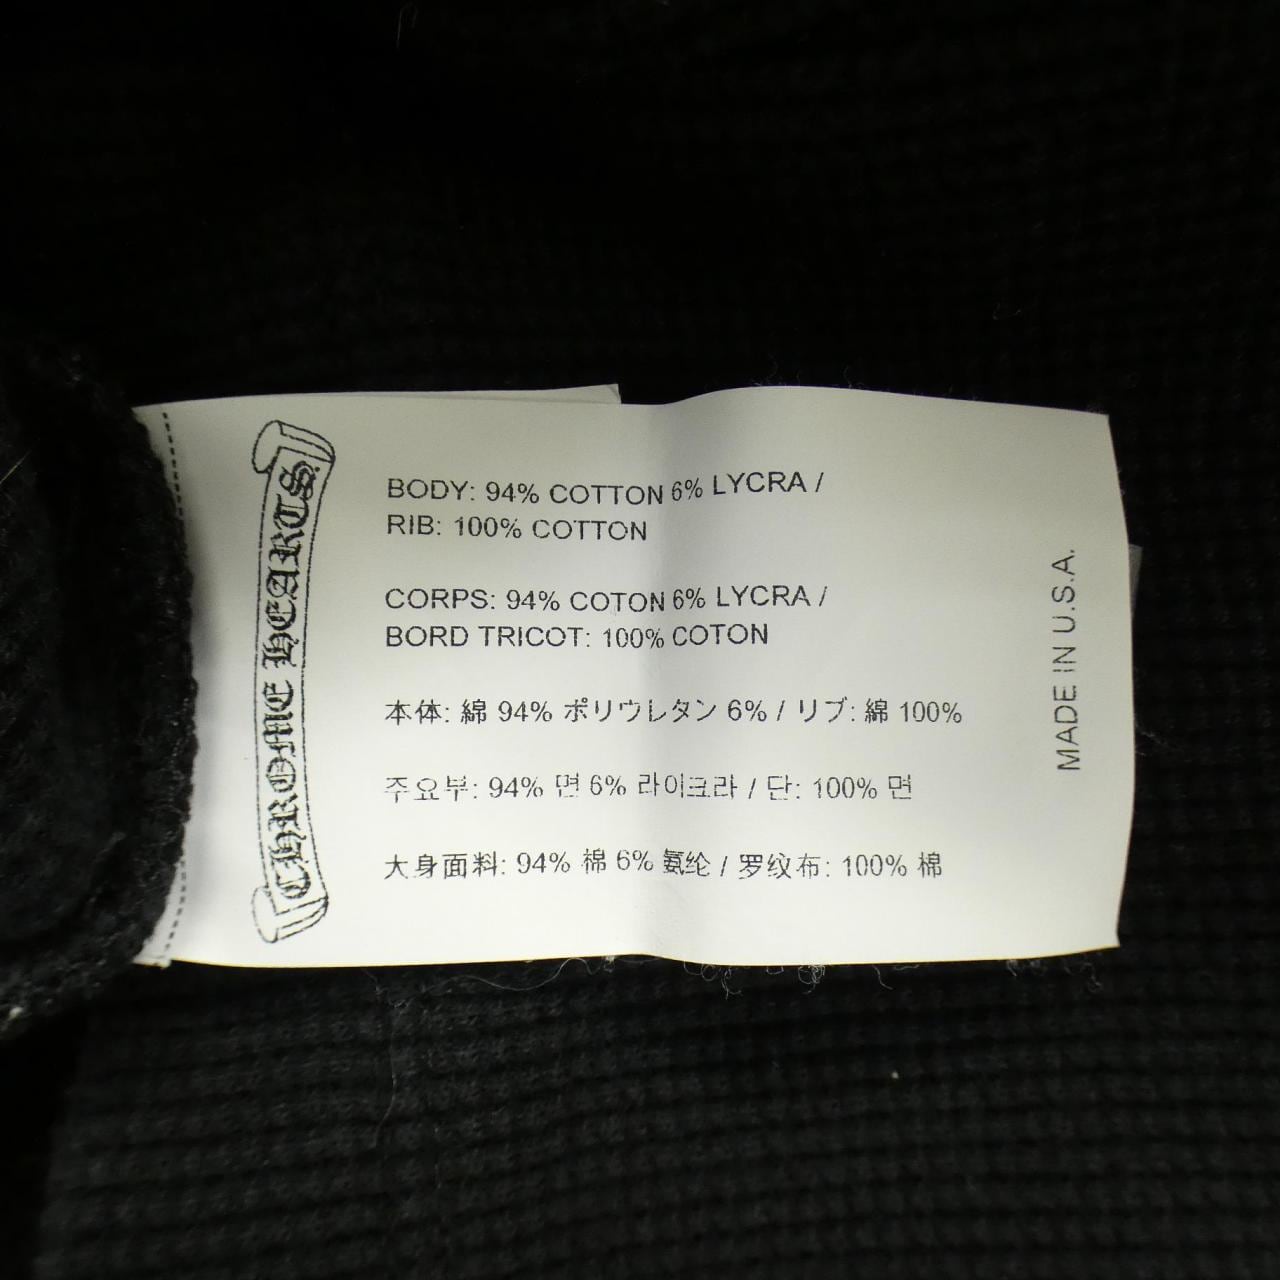 CHROME HEARTS
BODY: 94% COTTON 6% LYCRA /
RIB: 100% COTTON
CORPS: 94% COTON 6% LYCRA /
BORD TRICOT: 100% COTON
本体: 綿 94% ポリウレタン 6% / リブ: 綿 100%
주요부: 94% 면 6% 라이크라 / 단: 100% 면
大身面料: 94% 棉 6% 氨纶 / 罗纹布: 100% 棉
MADE IN U.S.A.